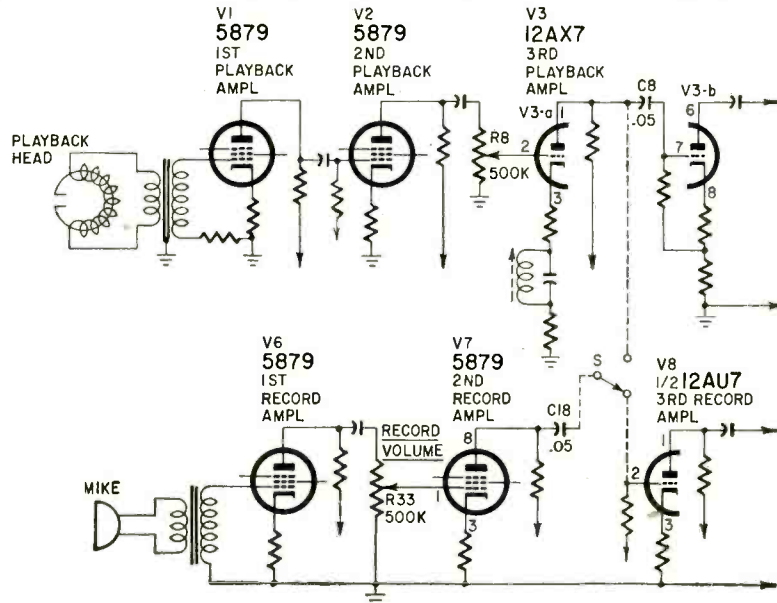 V1
5879
1ST
PLAYBACK
AMPL
V2
5879
2ND
PLAYBACK
AMPL
V3
12AX7
3RD
PLAYBACK
AMPL
C8
.05
V3-a
V3-b
1
2
3
6
7
8
PLAYBACK
HEAD
R8
500K
V6
5879
1ST
RECORD
AMPL
V7
5879
2ND
RECORD
AMPL
S
C18
.05
V8
1/2 12AU7
3RD RECORD
AMPL
RECORD
VOLUME
R33
500K
8
1
3
1
2
3
MIKE